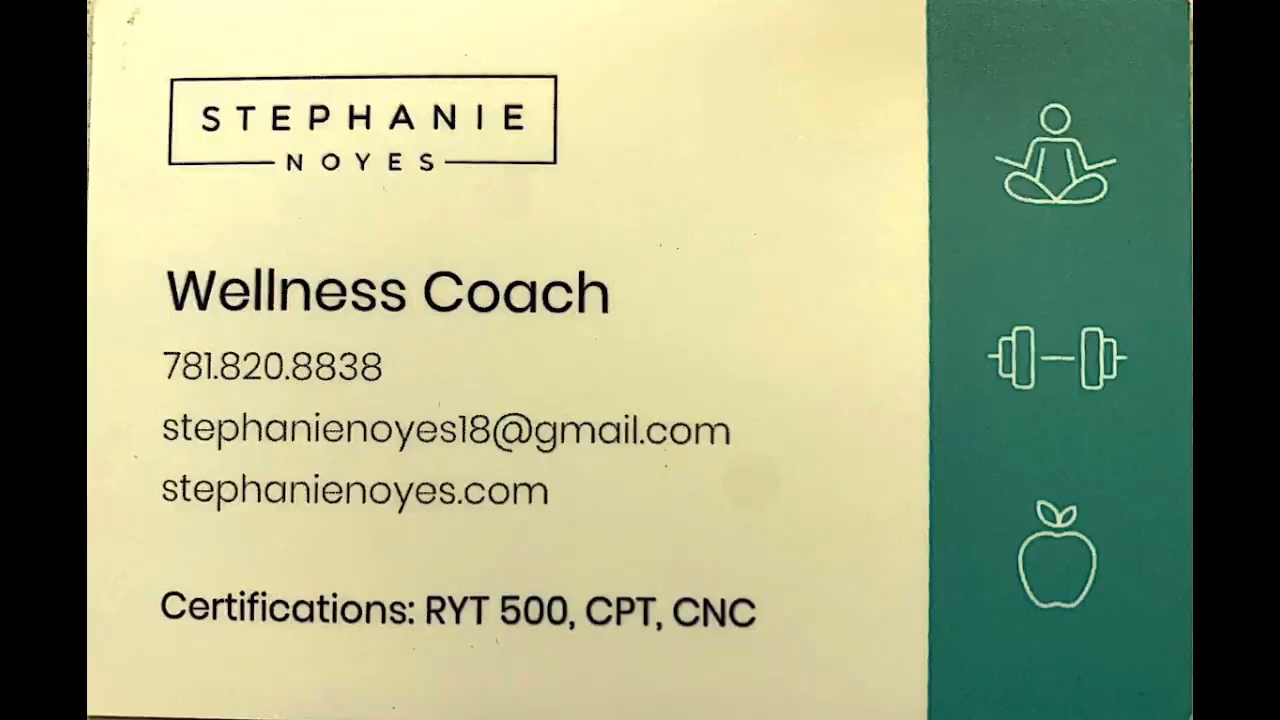 STEPHANIE
NOYES
Wellness Coach
781.820.8838
stephanienoyes18@gmail.com
stephanienoyes.com
Certifications: RYT 500, CPT, CNC